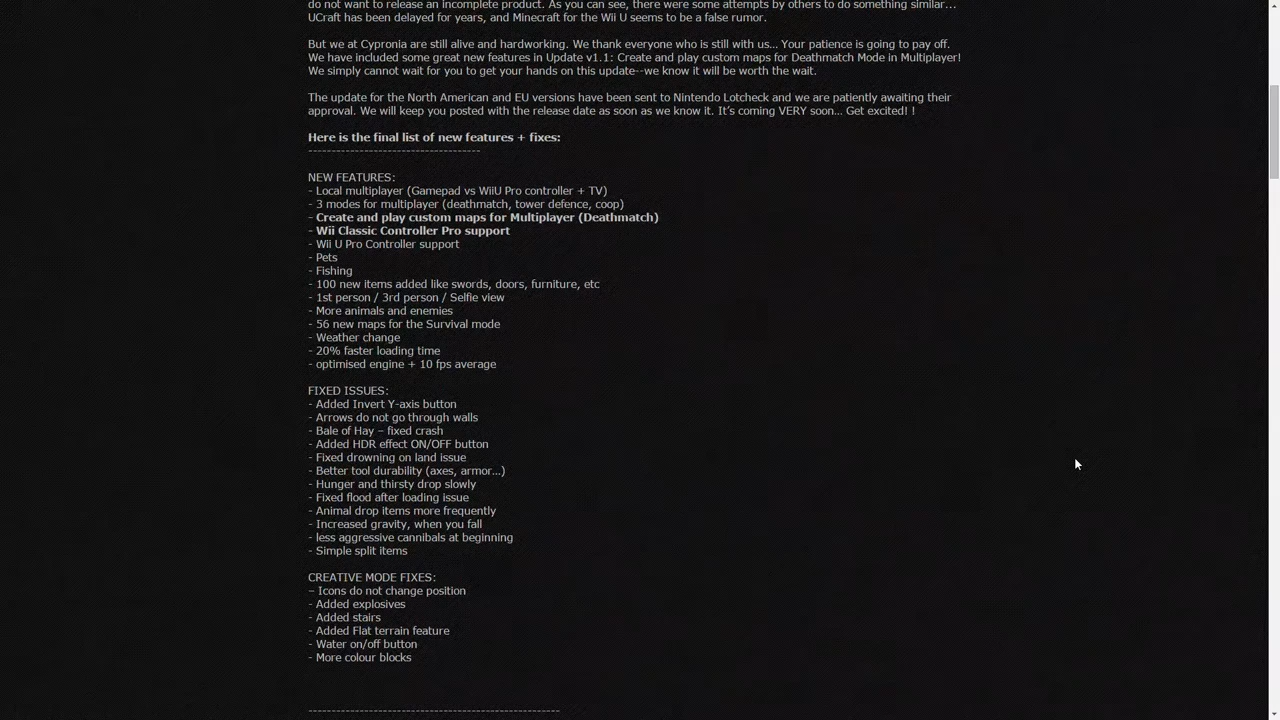 do not want to release an incomplete product. As you can see, there were some attempts by others to do something similar...
UCraft has been delayed for years, and Minecraft for the Wii U seems to be a false rumor.
But we at Cypronia are still alive and hardworking. We thank everyone who is still with us... Your patience is going to pay off.
We have included some great new features in Update v1.1: Create and play custom maps for Deathmatch Mode in Multiplayer!
We simply cannot wait for you to get your hands on this update--we know it will be worth the wait.
The update for the North American and EU versions have been sent to Nintendo Lotcheck and we are patiently awaiting their
approval. We will keep you posted with the release date as soon as we know it. It's coming VERY soon... Get excited! !
Here is the final list of new features + fixes:
-------------------------------------
NEW FEATURES:
- Local multiplayer (Gamepad vs WiiU Pro controller + TV)
- 3 modes for multiplayer (deathmatch, tower defence, coop)
- Create and play custom maps for Multiplayer (Deathmatch)
- Wii Classic Controller Pro support
- Wii U Pro Controller support
- Pets
- Fishing
- 100 new items added like swords, doors, furniture, etc
- 1st person / 3rd person / Selfie view
- More animals and enemies
- 56 new maps for the Survival mode
- Weather change
- 20% faster loading time
- optimised engine + 10 fps average
FIXED ISSUES:
- Added Invert Y-axis button
- Arrows do not go through walls
- Bale of Hay – fixed crash
- Added HDR effect ON/OFF button
- Fixed drowning on land issue
- Better tool durability (axes, armor...)
- Hunger and thirsty drop slowly
- Fixed flood after loading issue
- Animal drop items more frequently
- Increased gravity, when you fall
- less aggressive cannibals at beginning
- Simple split items
CREATIVE MODE FIXES:
– Icons do not change position
- Added explosives
- Added stairs
- Added Flat terrain feature
- Water on/off button
- More colour blocks
------------------------------------------------------